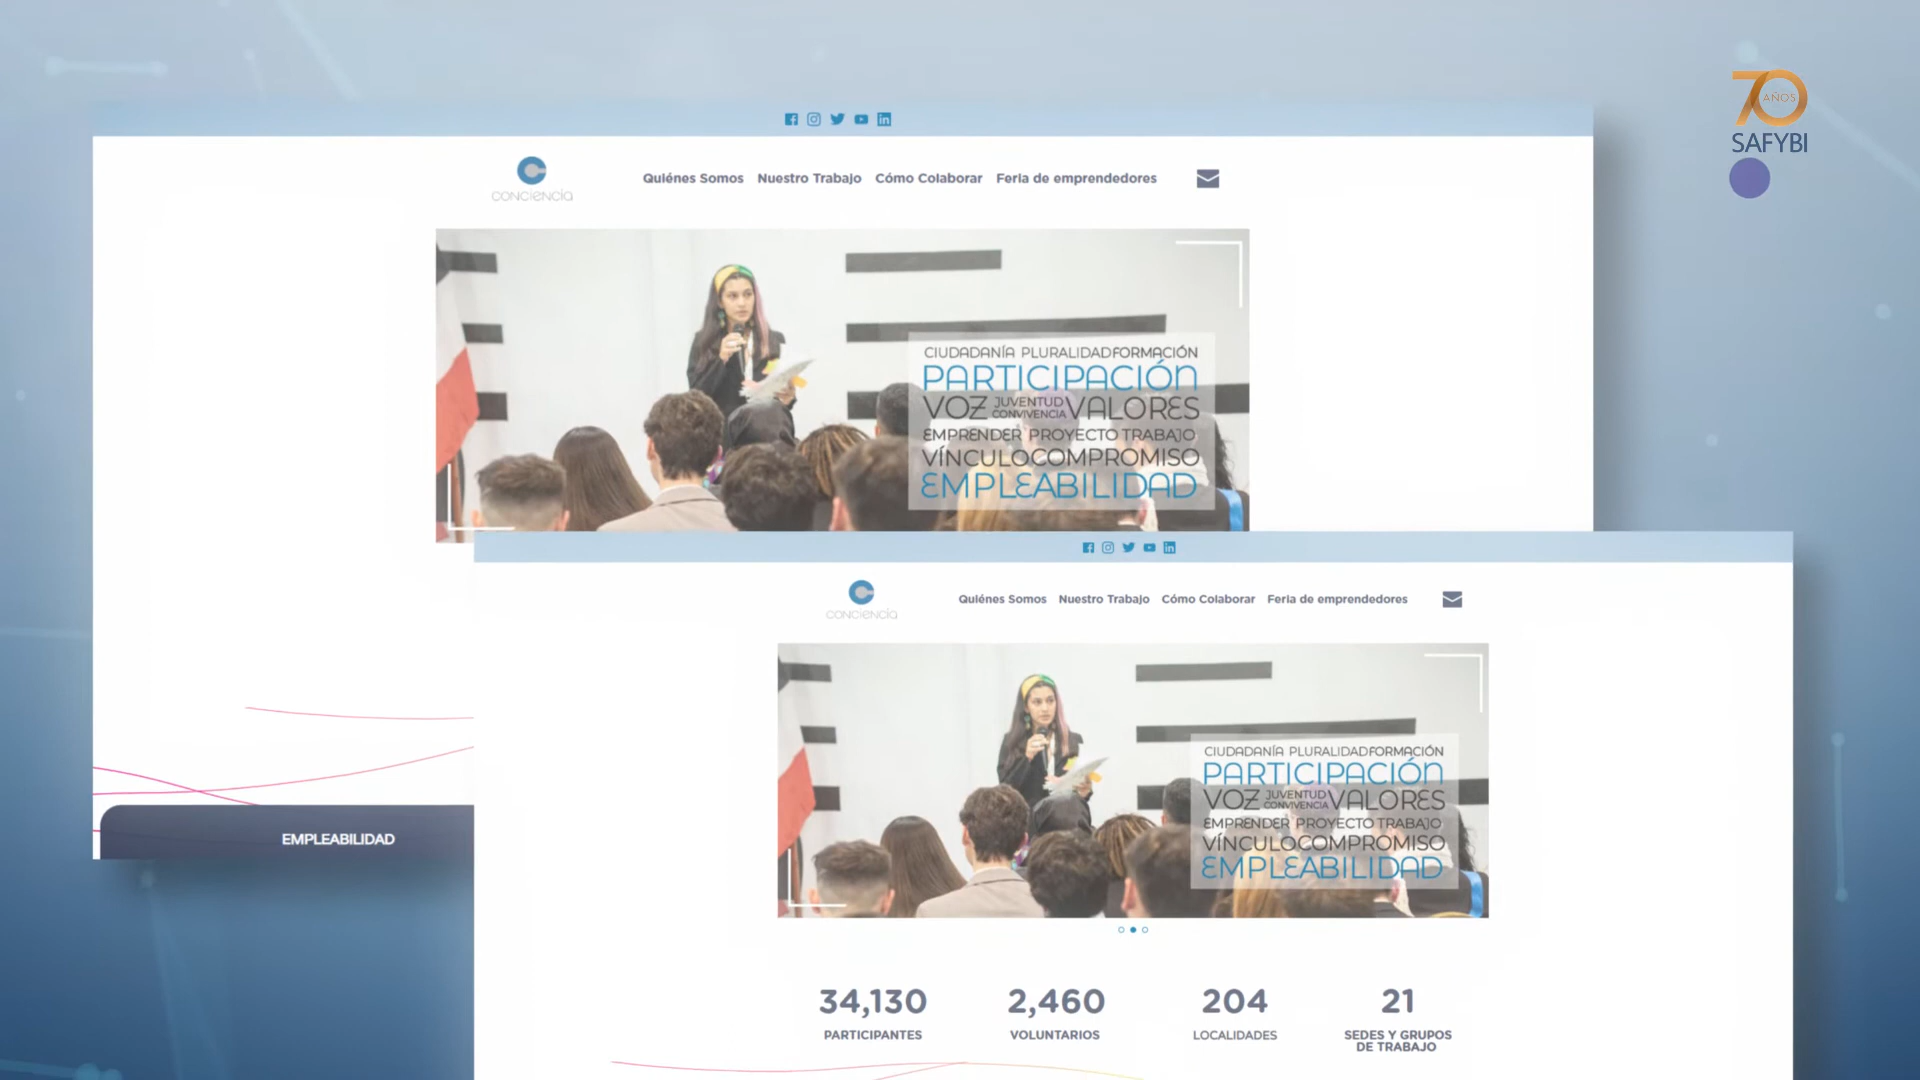 70
AÑOS
SAFYBI
conciencia
Quiénes Somos Nuestro Trabajo Cómo Colaborar Feria de emprendedores
CIUDADANÍA PLURALIDAD FORMACIÓN
PARTICIPACIÓN
VOZ JUVENTUD CONVIVENCIA VALORES
EMPRENDER PROYECTO TRABAJO
VÍNCULO COMPROMISO
EMPLEABILIDAD
EMPLEABILIDAD
conciencia
Quiénes Somos Nuestro Trabajo Cómo Colaborar Feria de emprendedores
CIUDADANÍA PLURALIDAD FORMACIÓN
PARTICIPACIÓN
VOZ JUVENTUD CONVIVENCIA VALORES
EMPRENDER PROYECTO TRABAJO
VÍNCULO COMPROMISO
EMPLEABILIDAD
34,130 2,460 204 21
PARTICIPANTES VOLUNTARIOS LOCALIDADES SEDES Y GRUPOS
DE TRABAJO